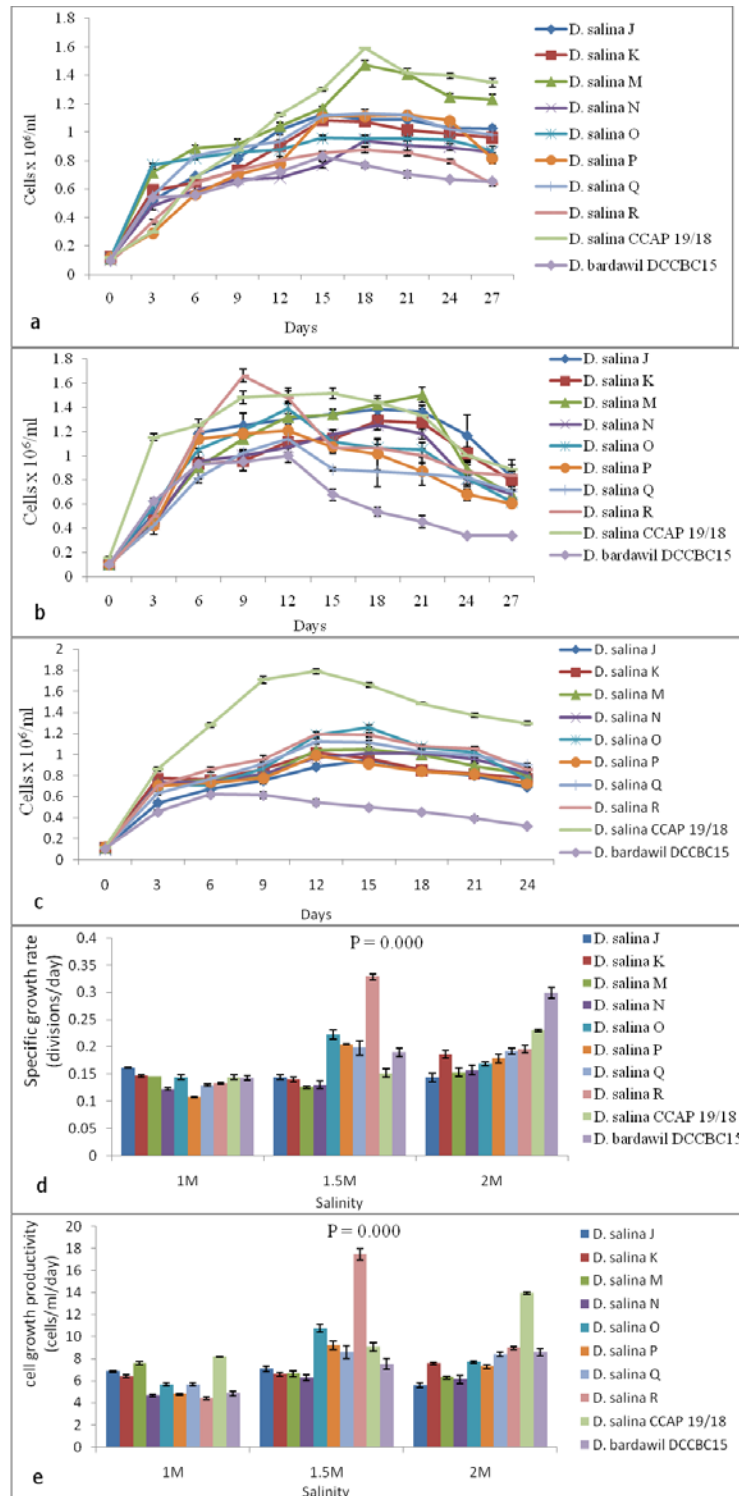 1.8
1.6
1.4
1.2
1
0.8
0.6
0.4
0.2
0
Cells x 10⁶/ml
0 3 6 9 12 15 18 21 24 27
Days
a
D. salina J
D. salina K
D. salina M
D. salina N
D. salina O
D. salina P
D. salina Q
D. salina R
D. salina CCAP 19/18
D. bardawil DCCBC15
1.8
1.6
1.4
1.2
1
0.8
0.6
0.4
0.2
0
Cells x 10⁶/ml
0 3 6 9 12 15 18 21 24 27
Days
b
D. salina J
D. salina K
D. salina M
D. salina N
D. salina O
D. salina P
D. salina Q
D. salina R
D. salina CCAP 19/18
D. bardawil DCCBC15
2
1.8
1.6
1.4
1.2
1
0.8
0.6
0.4
0.2
0
Cells x 10⁶/ml
0 3 6 9 12 15 18 21 24
Days
c
D. salina J
D. salina K
D. salina M
D. salina N
D. salina O
D. salina P
D. salina Q
D. salina R
D. salina CCAP 19/18
D. bardawil DCCBC15
P = 0.000
0.4
0.35
0.3
0.25
0.2
0.15
0.1
0.05
0
Specific growth rate
(divisions/day)
1M 1.5M 2M
Salinity
d
D. salina J
D. salina K
D. salina M
D. salina N
D. salina O
D. salina P
D. salina Q
D. salina R
D. salina CCAP 19/18
D. bardawil DCCBC15
P = 0.000
20
18
16
14
12
10
8
6
4
2
0
cell growth productivity
(cells/ml/day)
1M 1.5M 2M
Salinity
e
D. salina J
D. salina K
D. salina M
D. salina N
D. salina O
D. salina P
D. salina Q
D. salina R
D. salina CCAP 19/18
D. bardawil DCCBC15